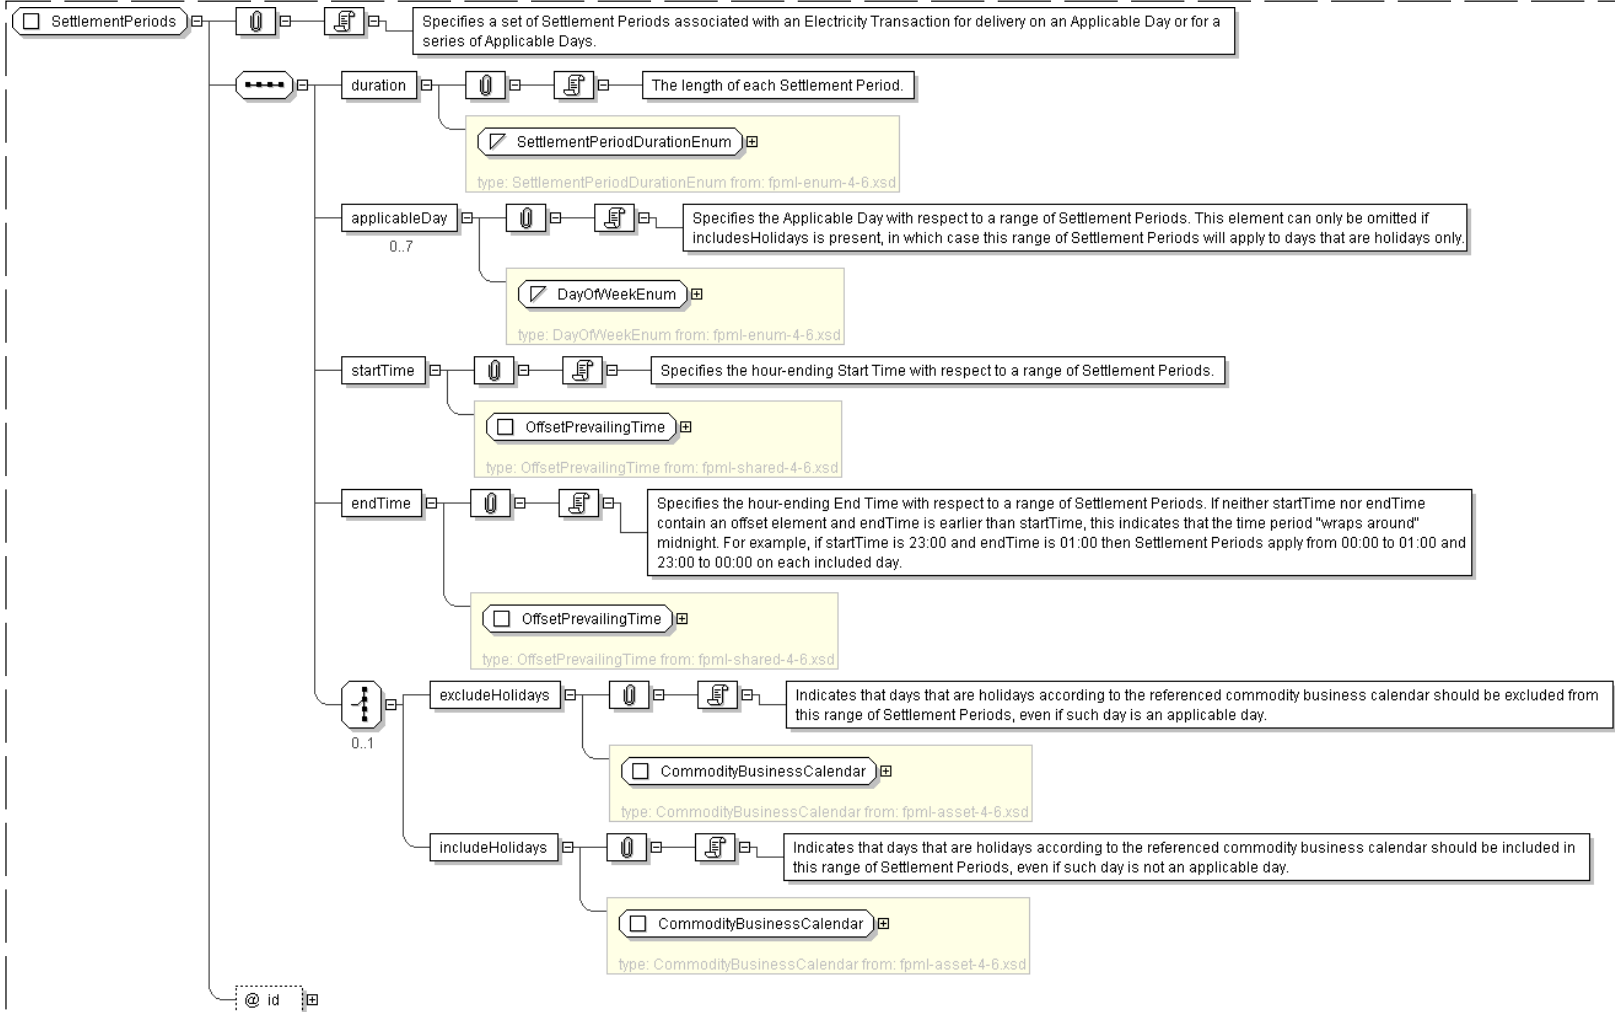 SettlementPeriods
Specifies a set of Settlement Periods associated with an Electricity Transaction for delivery on an Applicable Day or for a
series of Applicable Days.
duration
The length of each Settlement Period.
SettlementPeriodDurationEnum
type: SettlementPeriodDurationEnum from: fpml-enum-4-6.xsd
applicableDay
0..7
Specifies the Applicable Day with respect to a range of Settlement Periods. This element can only be omitted if
includesHolidays is present, in which case this range of Settlement Periods will apply to days that are holidays only.
DayOfWeekEnum
type: DayOfWeekEnum from: fpml-enum-4-6.xsd
startTime
Specifies the hour-ending Start Time with respect to a range of Settlement Periods.
OffsetPrevailingTime
type: OffsetPrevailingTime from: fpml-shared-4-6.xsd
endTime
Specifies the hour-ending End Time with respect to a range of Settlement Periods. If neither startTime nor endTime
contain an offset element and endTime is earlier than startTime, this indicates that the time period "wraps around"
midnight. For example, if startTime is 23:00 and endTime is 01:00 then Settlement Periods apply from 00:00 to 01:00 and
23:00 to 00:00 on each included day.
OffsetPrevailingTime
type: OffsetPrevailingTime from: fpml-shared-4-6.xsd
0..1
excludeHolidays
Indicates that days that are holidays according to the referenced commodity business calendar should be excluded from
this range of Settlement Periods, even if such day is an applicable day.
CommodityBusinessCalendar
type: CommodityBusinessCalendar from: fpml-asset-4-6.xsd
includeHolidays
Indicates that days that are holidays according to the referenced commodity business calendar should be included in
this range of Settlement Periods, even if such day is not an applicable day.
CommodityBusinessCalendar
type: CommodityBusinessCalendar from: fpml-asset-4-6.xsd
@ id